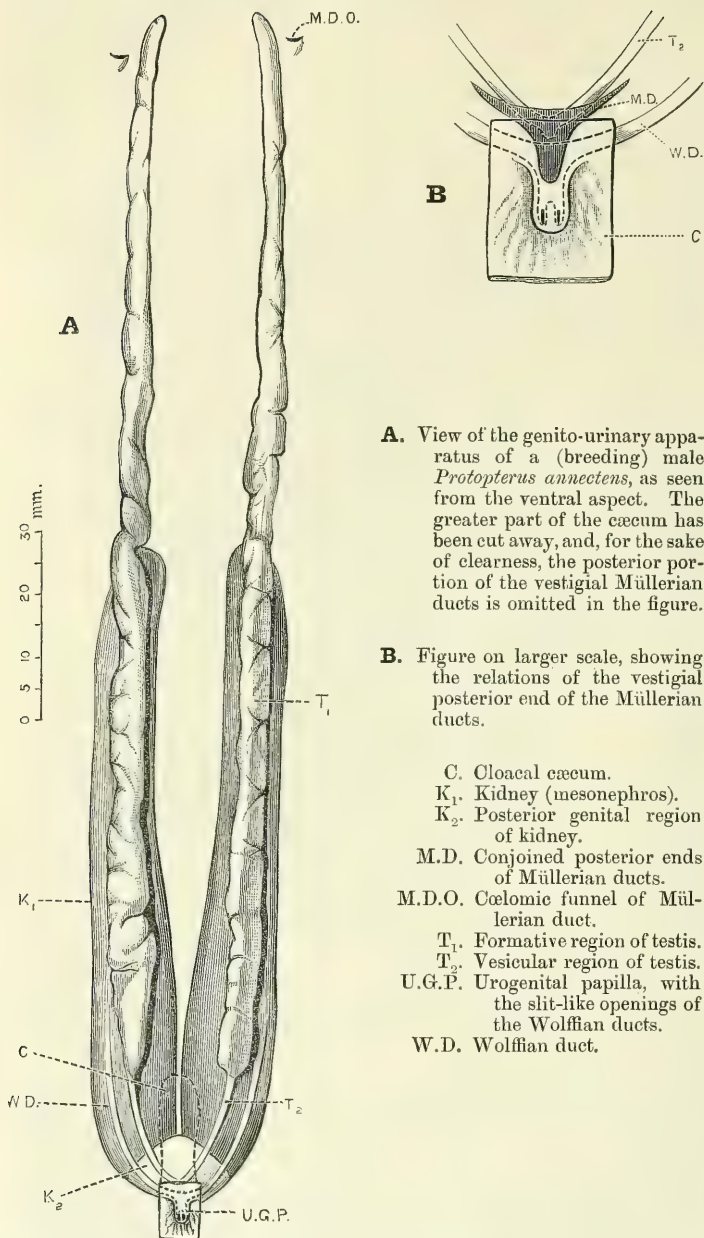 M.D.O.
T₂
M.D.
W.D.
C
B
A
A. View of the genito-urinary appa-
ratus of a (breeding) male
Protopterus annectens, as seen
from the ventral aspect. The
greater part of the cæcum has
been cut away, and, for the sake
of clearness, the posterior por-
tion of the vestigial Müllerian
ducts is omitted in the figure.
B. Figure on larger scale, showing
the relations of the vestigial
posterior end of the Müllerian
ducts.
C. Cloacal cæcum.
K₁. Kidney (mesonephros).
K₂. Posterior genital region
of kidney.
M.D. Conjoined posterior ends
of Müllerian ducts.
M.D.O. Cœlomic funnel of Mül-
lerian duct.
T₁. Formative region of testis.
T₂. Vesicular region of testis.
U.G.P. Urogenital papilla, with
the slit-like openings of
the Wolffian ducts.
W.D. Wolffian duct.
0 5 10 20 30 mm.
T₁
K₁
C
W.D.
T₂
K₂
U.G.P.